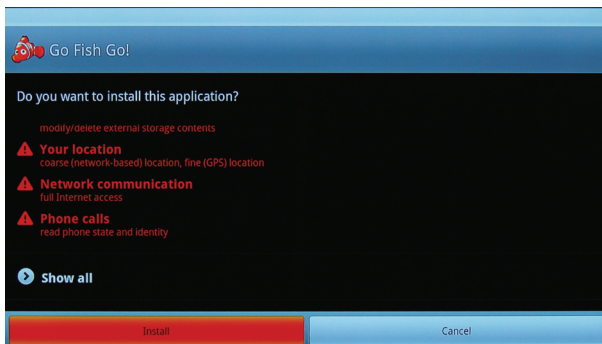 Go Fish Go!
Do you want to install this application?
modify/delete external storage contents
Your location
coarse (network-based) location, fine (GPS) location
Network communication
full Internet access
Phone calls
read phone state and identity
Show all
Install
Cancel